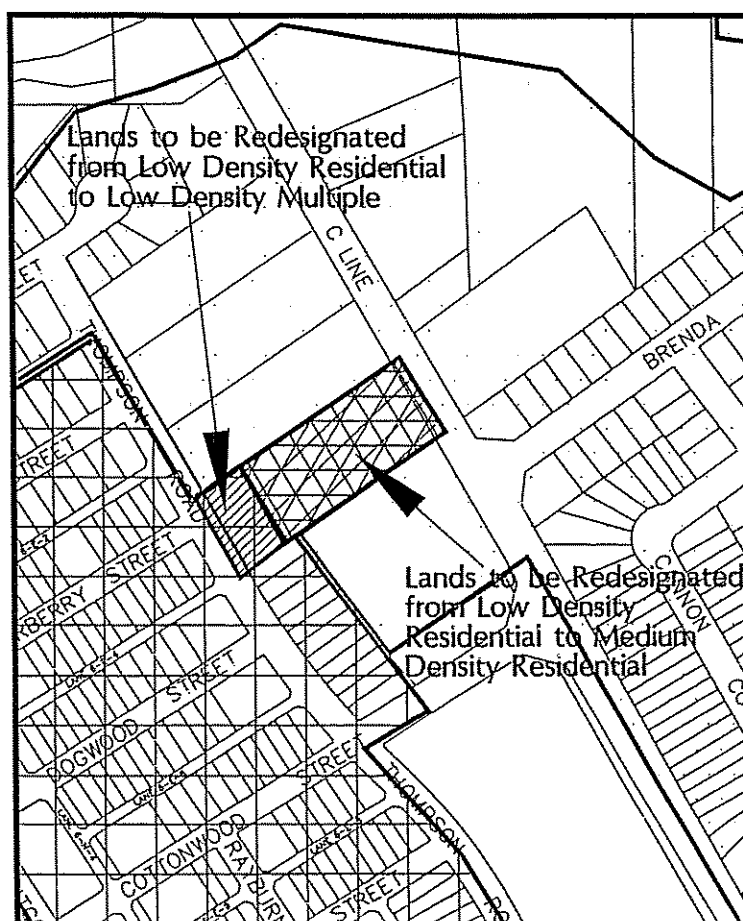 Lands to be Redesignated
from Low Density Residential
to Low Density Multiple
C LINE
BRENDA
THOMPSON
ROAD
STREET
STREET
DOGWOOD STREET
COTTONWOOD STREET
RAYBURN
STREET
THOMPSON
CANNON
Lands to be Redesignated
from Low Density
Residential to Medium
Density Residential